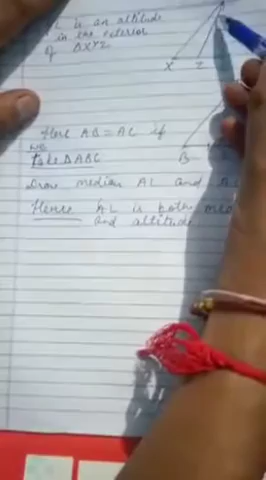 L is an altitude
in the exterior
of ΔXYZ
X Z
Here AB = AC if
we
take ΔABC
B
Draw median AL and
Hence AL is both
and altitude